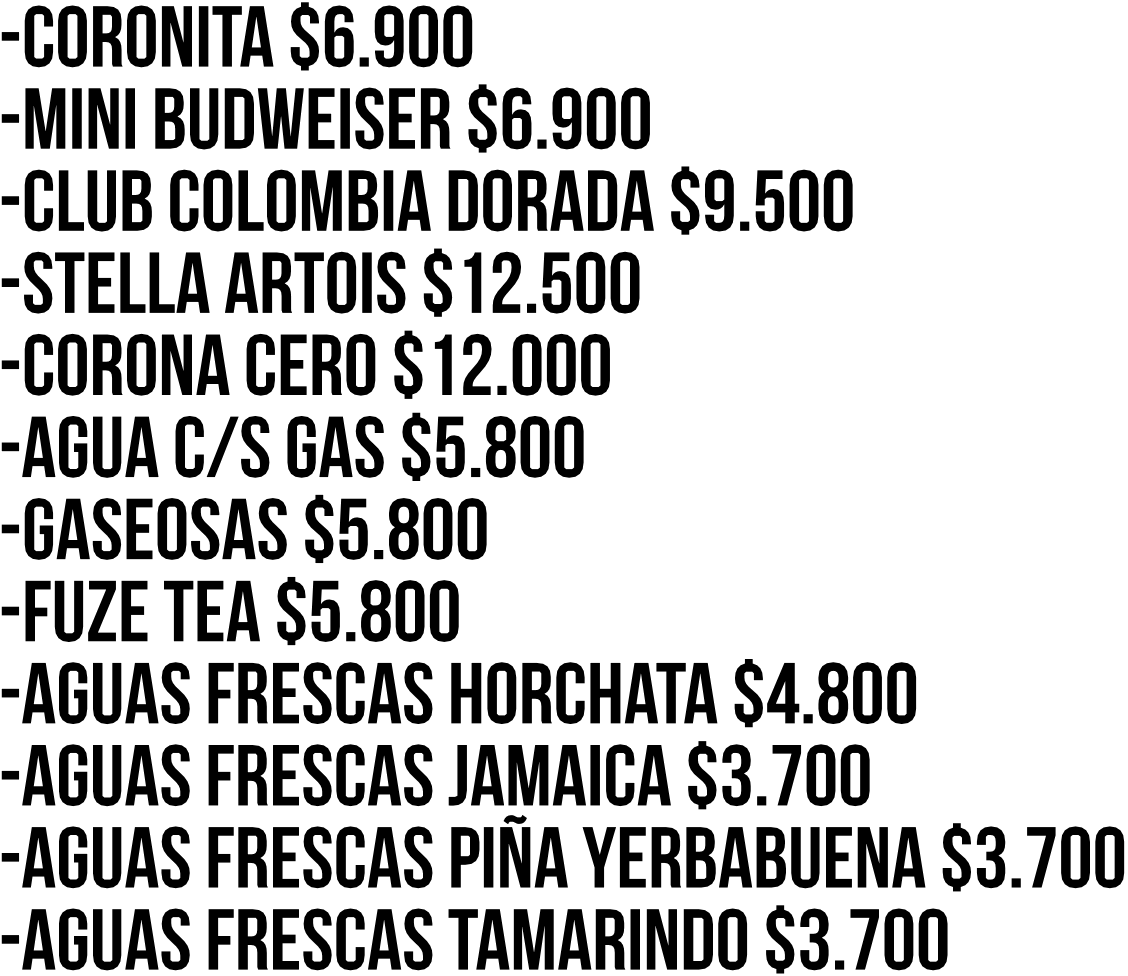 -CORONITA $6.900
-MINI BUDWEISER $6.900
-CLUB COLOMBIA DORADA $9.500
-STELLA ARTOIS $12.500
-CORONA CERO $12.000
-AGUA C/S GAS $5.800
-GASEOSAS $5.800
-FUZE TEA $5.800
-AGUAS FRESCAS HORCHATA $4.800
-AGUAS FRESCAS JAMAICA $3.700
-AGUAS FRESCAS PIÑA YERBABUENA $3.700
-AGUAS FRESCAS TAMARINDO $3.700